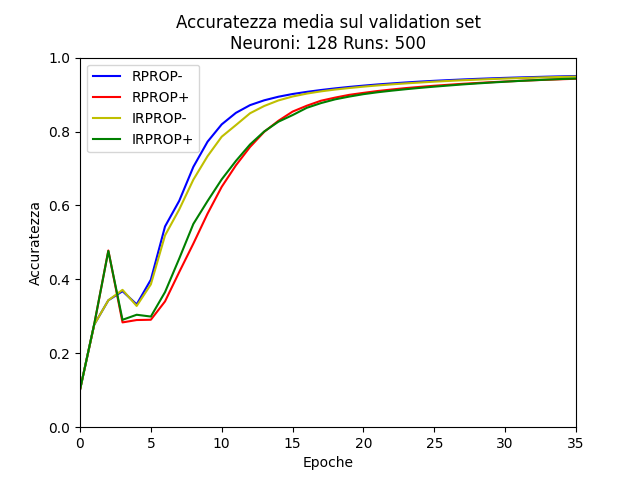 Accuratezza media sul validation set
Neuroni: 128 Runs: 500
1.0
0.8
0.6
0.4
0.2
0.0
Accuratezza
RPROP-
RPROP+
IRPROP-
IRPROP+
0 5 10 15 20 25 30 35
Epoche